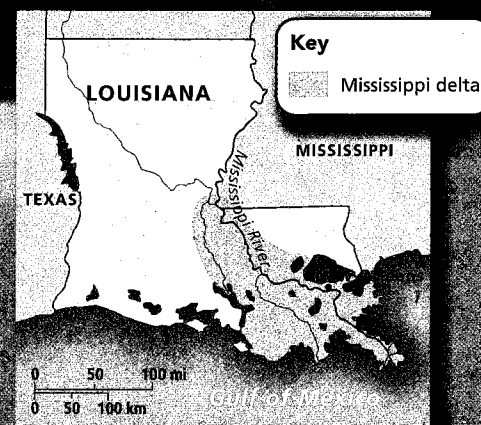 Key
Mississippi delta
LOUISIANA
MISSISSIPPI
Mississippi River
TEXAS
0 50 100 mi
0 50 100 km
Gulf of Mexico